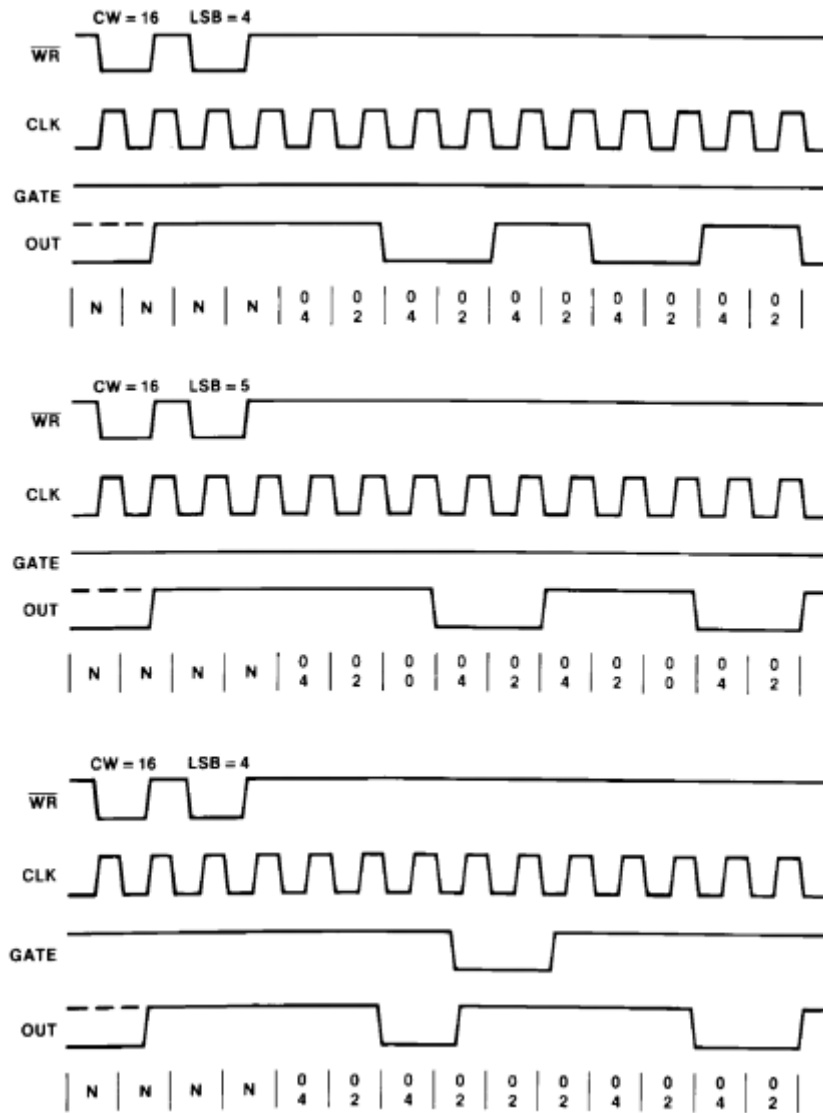 CW = 16 LSB = 4
WR
CLK
GATE
OUT
N N N N 0 0 0 0 0 0 0 0 0 0
4 2 4 2 4 2 4 2 4 2
CW = 16 LSB = 5
WR
CLK
GATE
OUT
N N N N 0 0 0 0 0 0 0 0 0 0
4 2 0 4 2 4 2 0 4 2
CW = 16 LSB = 4
WR
CLK
GATE
OUT
N N N N 0 0 0 0 0 0 0 0 0 0
4 2 4 2 2 2 4 2 4 2